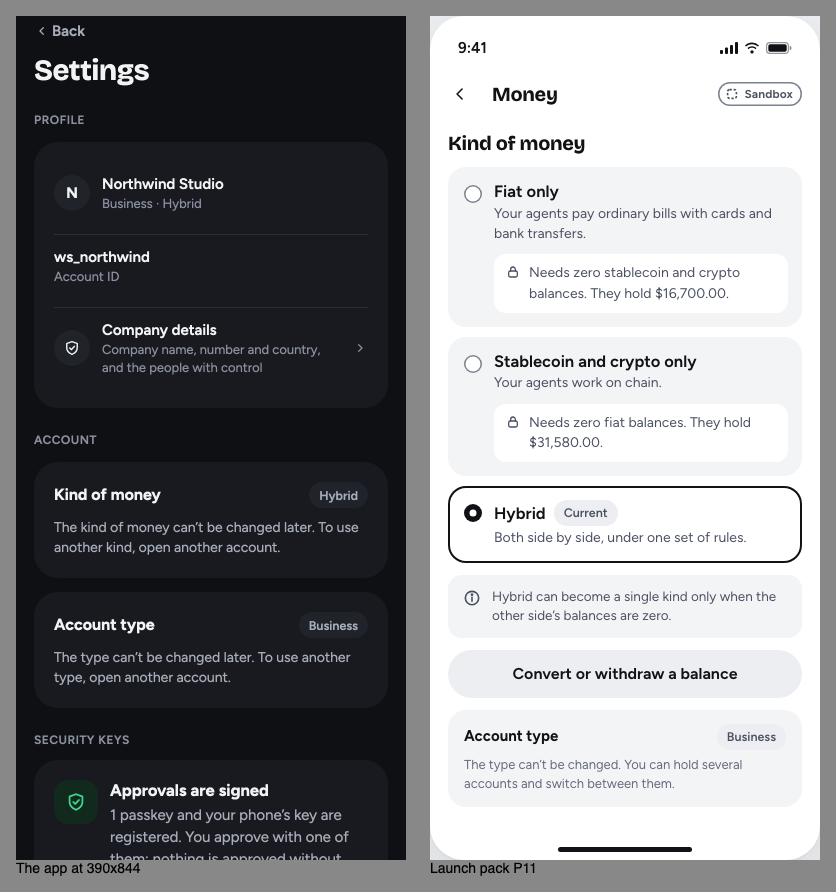 Back
Settings
PROFILE
N
Northwind Studio
Business · Hybrid
ws_northwind
Account ID
Company details
Company name, number and country,
and the people with control
ACCOUNT
Kind of money
Hybrid
The kind of money can’t be changed later. To use
another kind, open another account.
Account type
Business
The type can’t be changed later. To use another
type, open another account.
SECURITY KEYS
Approvals are signed
1 passkey and your phone’s key are
registered. You approve with one of
them: nothing is approved without
The app at 390x844
9:41
Money
Sandbox
Kind of money
Fiat only
Your agents pay ordinary bills with cards and
bank transfers.
Needs zero stablecoin and crypto
balances. They hold $16,700.00.
Stablecoin and crypto only
Your agents work on chain.
Needs zero fiat balances. They hold
$31,580.00.
Hybrid
Current
Both side by side, under one set of rules.
Hybrid can become a single kind only when the
other side’s balances are zero.
Convert or withdraw a balance
Account type
Business
The type can’t be changed. You can hold several
accounts and switch between them.
Launch pack P11